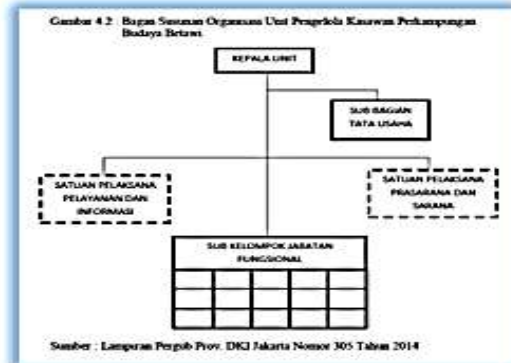 Gambar 4.2 : Bagan Susunan Organisasi Unit Pengelola Kawasan Perkampungan
Budaya Betawi
KEPALA UNIT
SUB BAGIAN
TATA USAHA
SATUAN PELAKSANA
PELAYANAN DAN
INFORMASI
SATUAN PELAKSANA
PRASARANA DAN
SARANA
SUB KELOMPOK JABATAN
FUNGSIONAL
Sumber : Lampiran Pergub Prov. DKI Jakarta Nomor 305 Tahun 2014